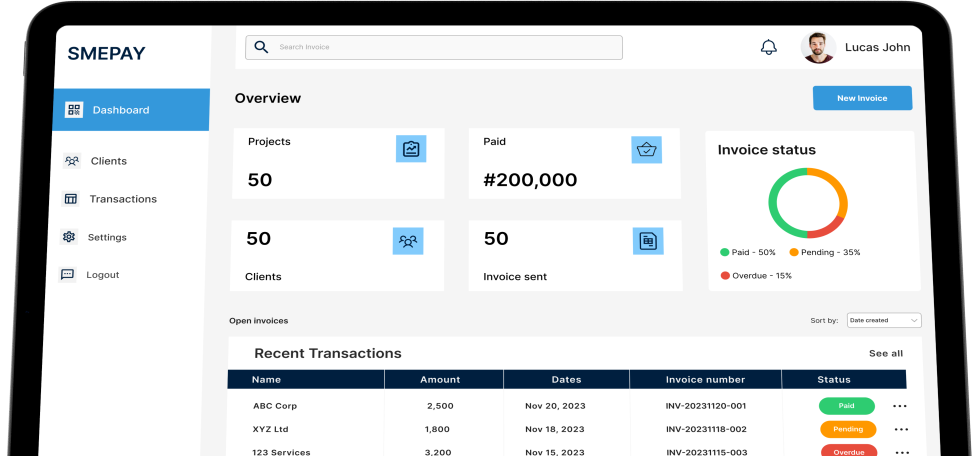 SMEPAY
Search Invoice
Lucas John
Dashboard
Clients
Transactions
Settings
Logout
Overview
New Invoice
Projects
50
Paid
#200,000
50
Clients
50
Invoice sent
Invoice status
Paid - 50% Pending - 35%
Overdue - 15%
Open invoices
Sort by: Date created
Recent Transactions
See all
Name Amount Dates Invoice number Status
ABC Corp 2,500 Nov 20, 2023 INV-20231120-001 Paid
XYZ Ltd 1,800 Nov 18, 2023 INV-20231118-002 Pending
123 Services 3,200 Nov 15, 2023 INV-20231115-003 Overdue